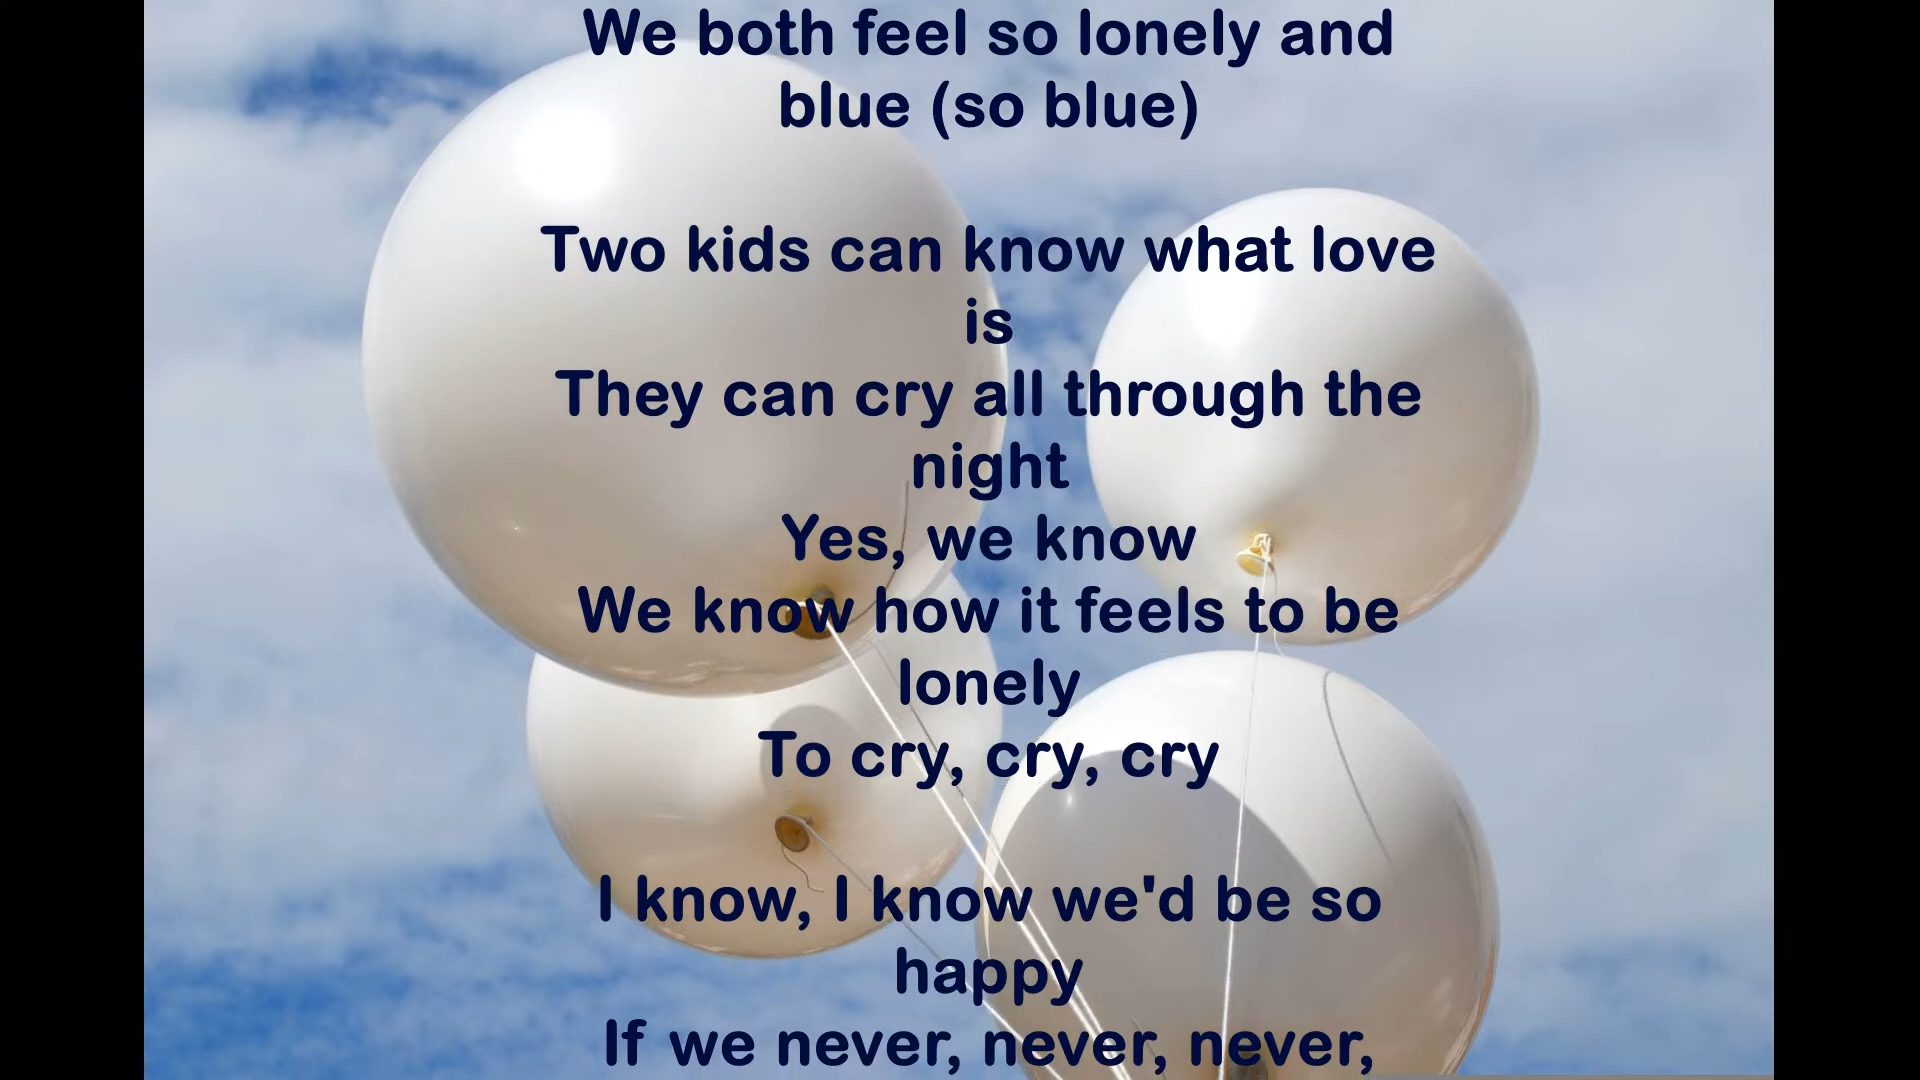 We both feel so lonely and
blue (so blue)
Two kids can know what love
is
They can cry all through the
night
Yes, we know
We know how it feels to be
lonely
To cry, cry, cry
I know, I know we'd be so
happy
If we never, never, never,